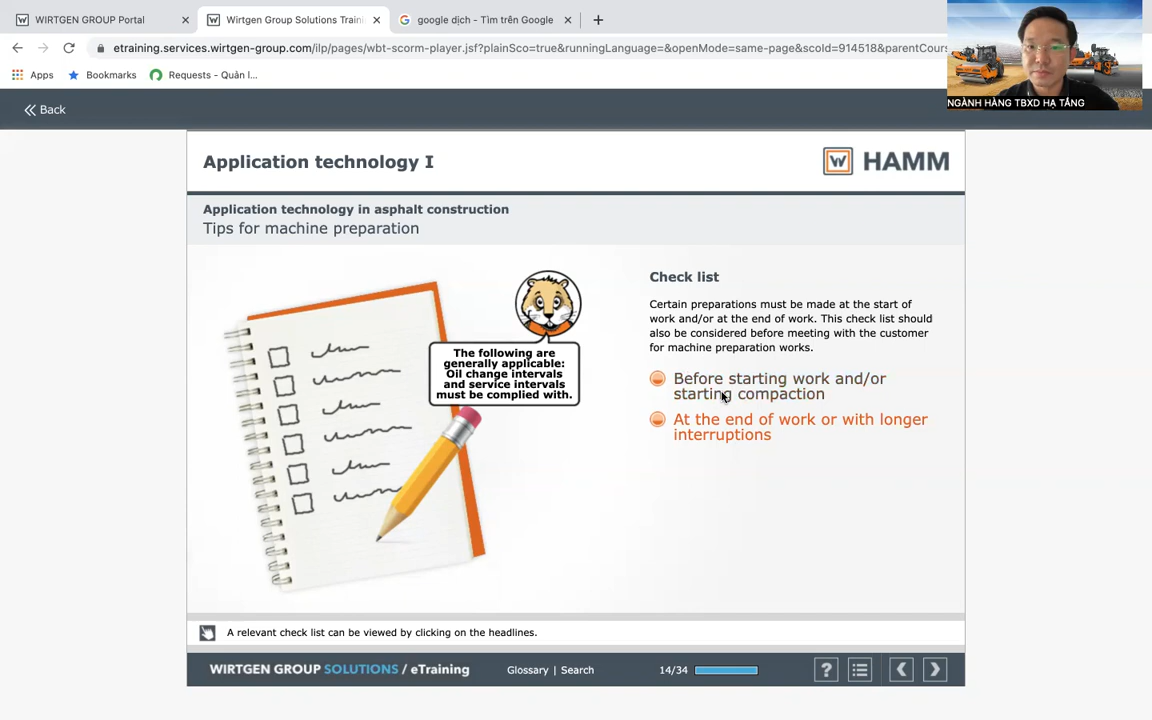 WIRTGEN GROUP Portal
Wirtgen Group Solutions Traini
google dịch - Tìm trên Google
etraining.services.wirtgen-group.com/ilp/pages/wbt-scorm-player.jsf?plainSco=true&runningLanguage=&openMode=same-page&scoId=914518&parentCours
Apps
Bookmarks
Requests - Quản l...
NGÀNH HÀNG TBXD HẠ TẦNG
Back
Application technology I
W HAMM
Application technology in asphalt construction
Tips for machine preparation
The following are
generally applicable:
Oil change intervals
and service intervals
must be complied with.
Check list
Certain preparations must be made at the start of
work and/or at the end of work. This check list should
also be considered before meeting with the customer
for machine preparation works.
Before starting work and/or
starting compaction
At the end of work or with longer
interruptions
A relevant check list can be viewed by clicking on the headlines.
WIRTGEN GROUP SOLUTIONS / eTraining
Glossary | Search
14/34
?